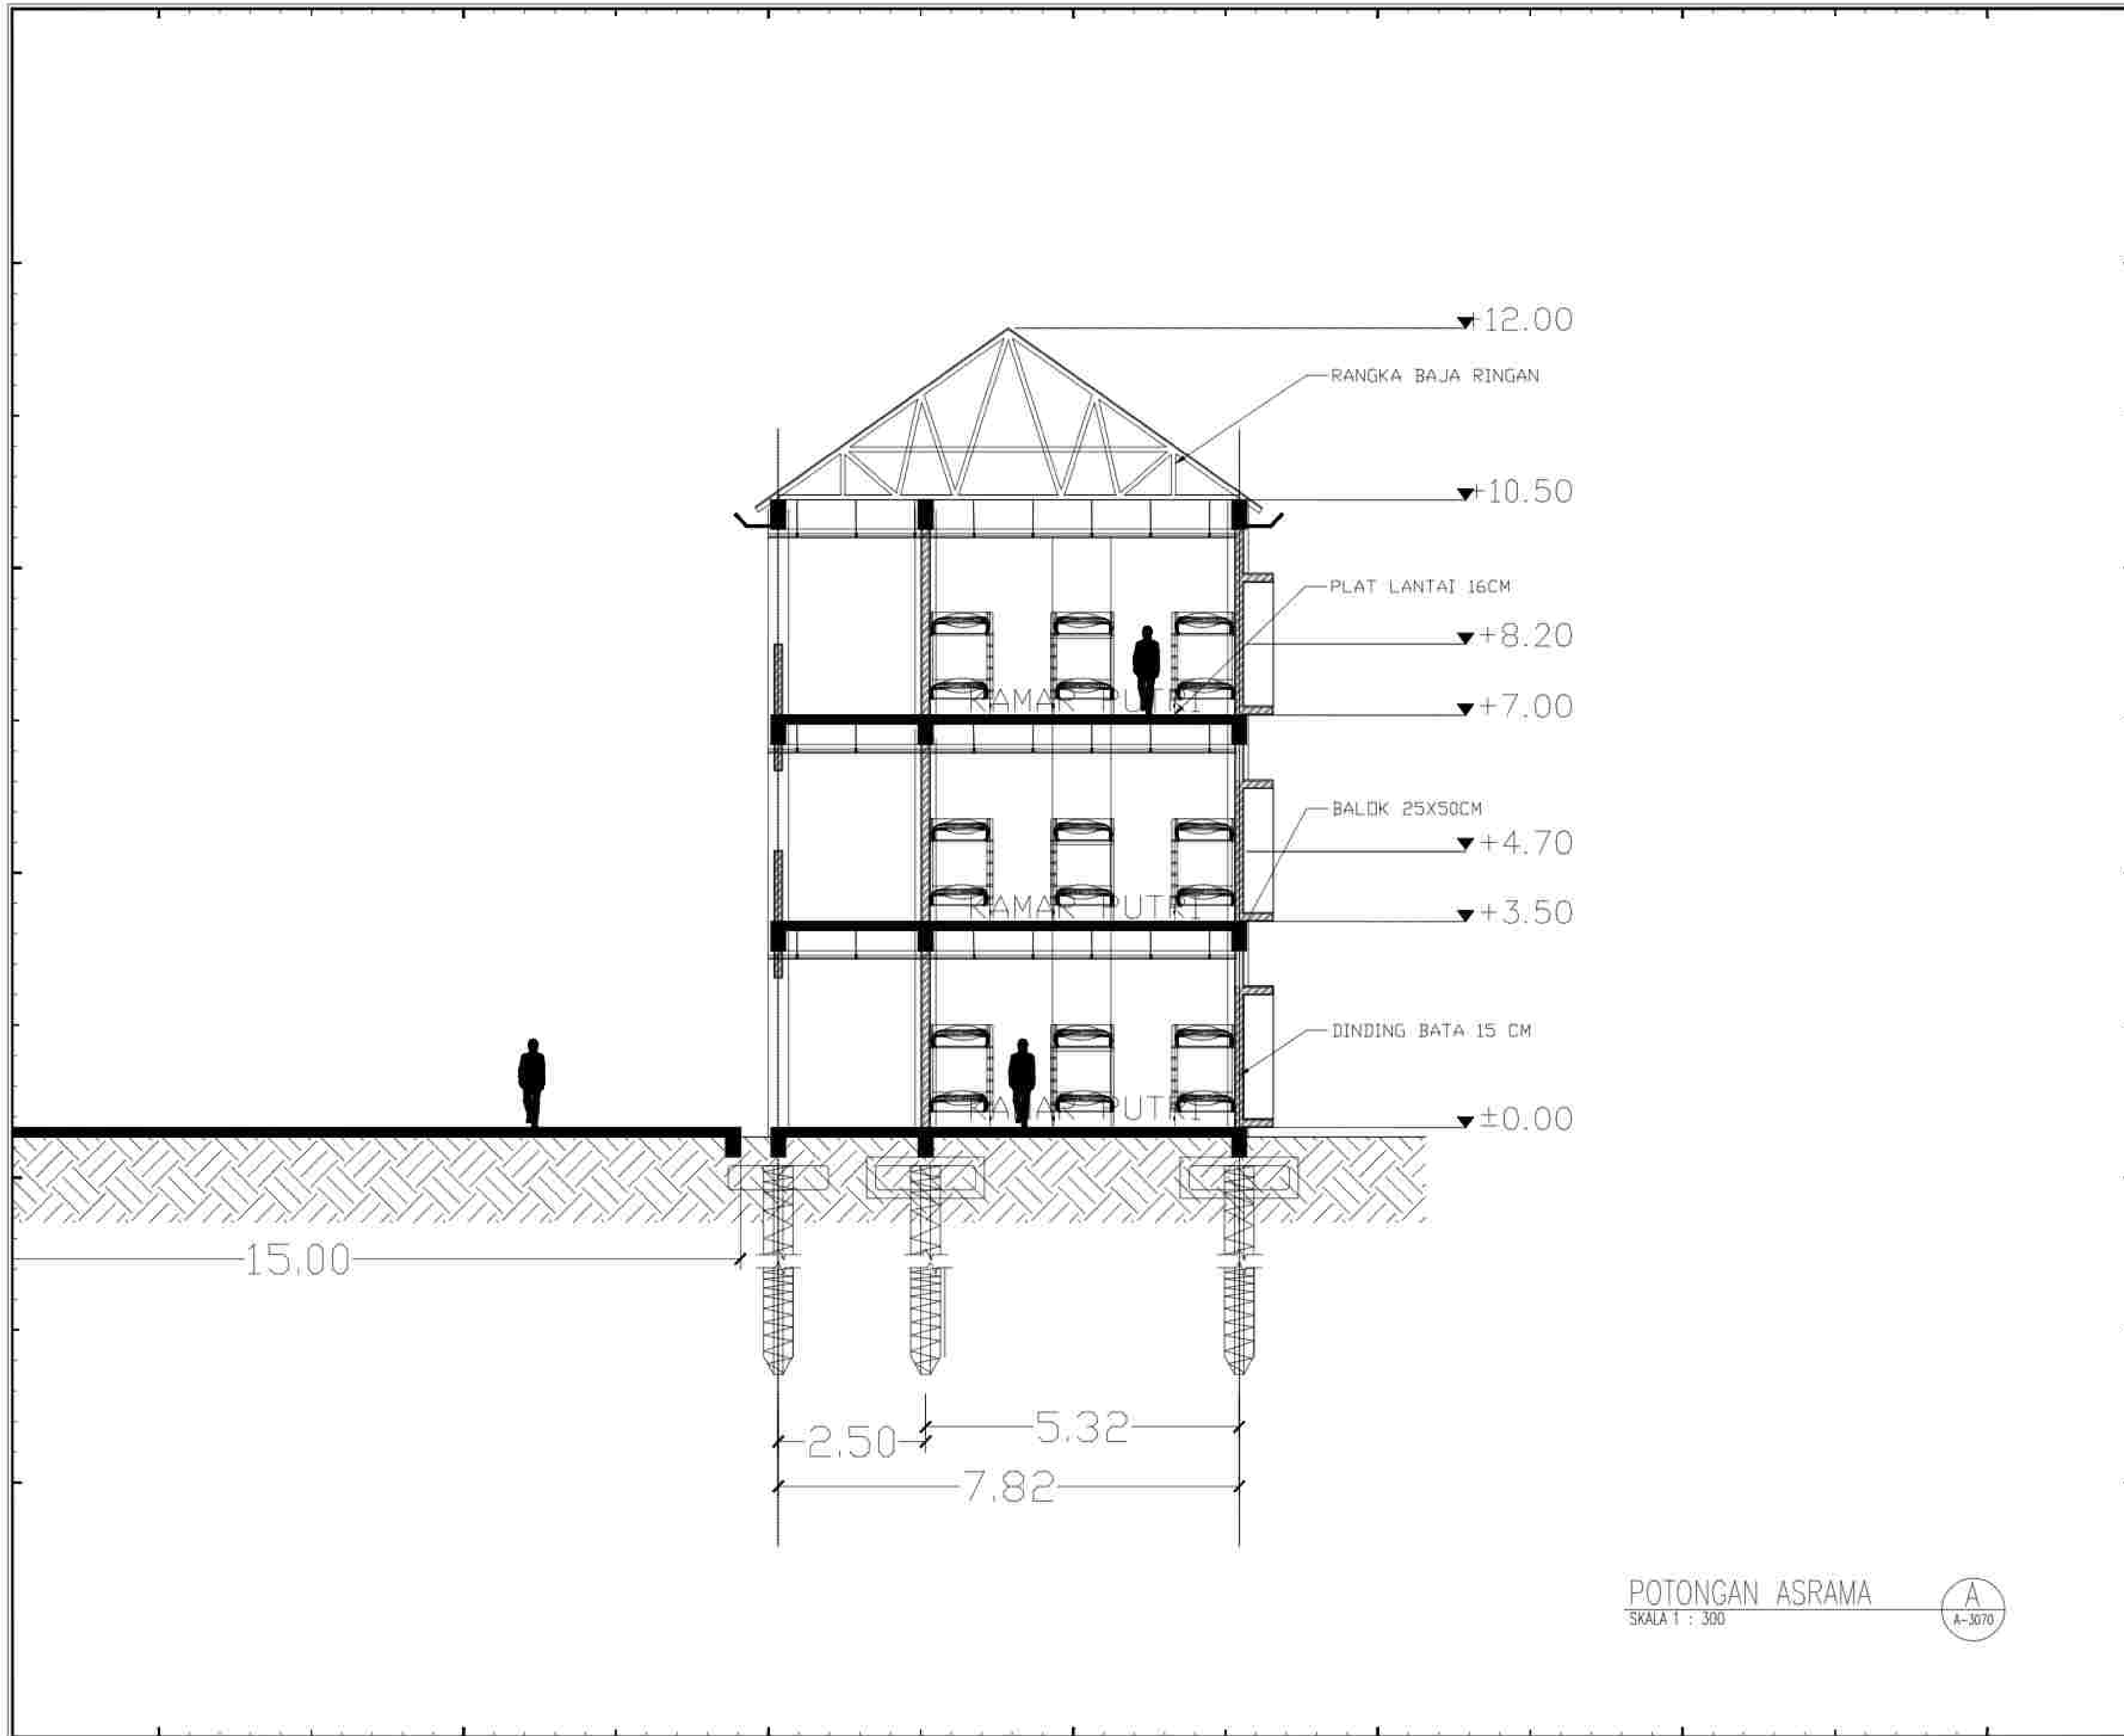 +12.00
RANGKA BAJA RINGAN
+10.50
PLAT LANTAI 16CM
+8.20
KAMAR PUTRI
+7.00
BALOK 25X50CM
+4.70
KAMAR PUTRI
+3.50
DINDING BATA 15 CM
KAMAR PUTRI
±0.00
15.00
5.32
2.50
7.82
POTONGAN ASRAMA
SKALA 1 : 300
A
A-3070